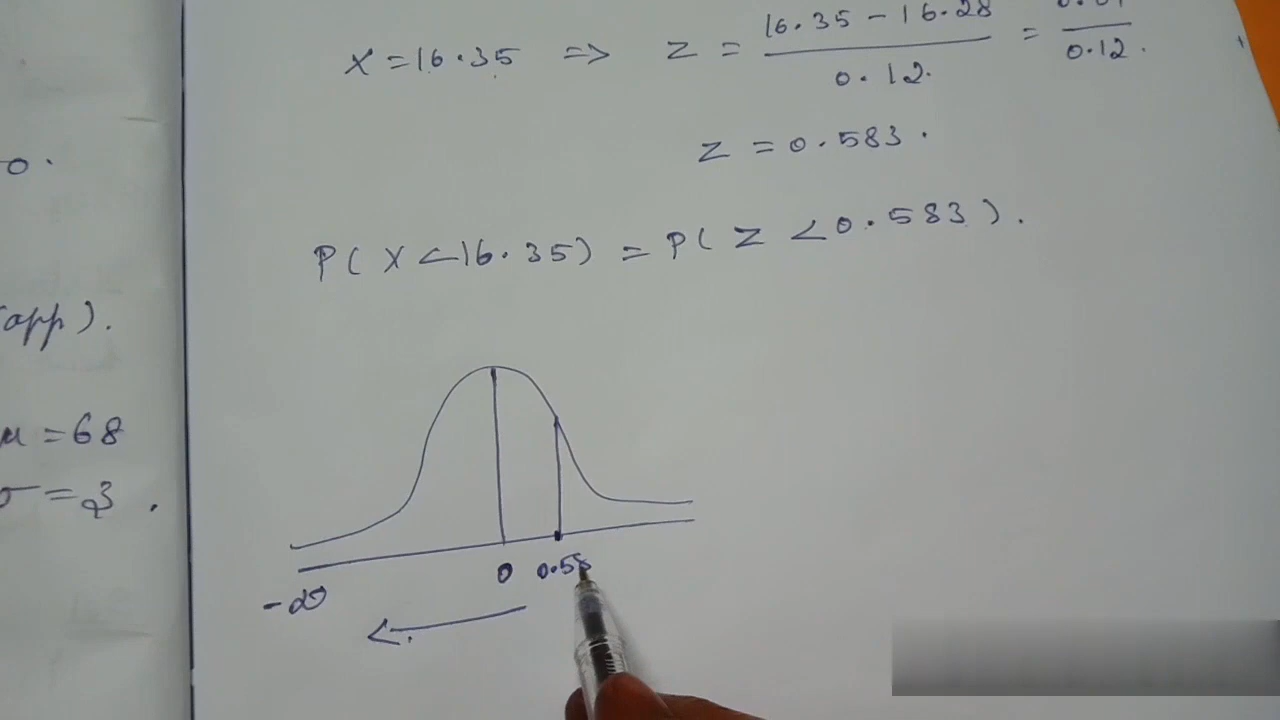 x = 16.35 => z = 16.35 - 16.28 / 0.12. = / 0.12.
z = 0.583.
0.
P( X < 16.35) = P( Z < 0.583).
(app).
μ = 68
σ = 3.
0 0.58
-∞